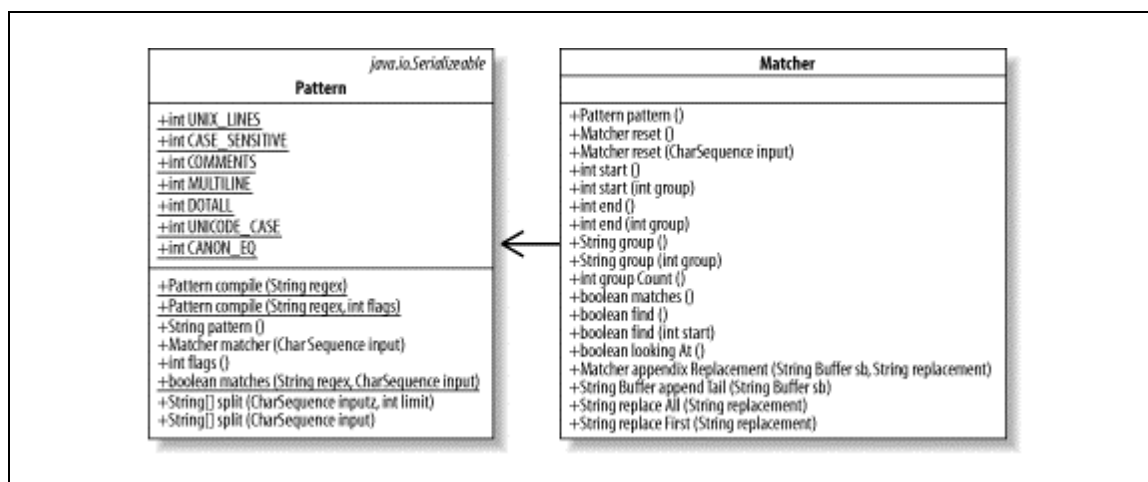 java.io.Serializeable
Pattern
+int UNIX_LINES
+int CASE_SENSITIVE
+int COMMENTS
+int MULTILINE
+int DOTALL
+int UNICODE_CASE
+int CANON_EQ
+Pattern compile (String regex)
+Pattern compile (String regex, int flags)
+String pattern ()
+Matcher matcher (Char Sequence input)
+int flags ()
+boolean matches (String regex, CharSequence input)
+String[] split (CharSequence inputz, int limit)
+String[] split (CharSequence input)
Matcher
+Pattern pattern ()
+Matcher reset ()
+Matcher reset (CharSequence input)
+int start ()
+int start (int group)
+int end ()
+int end (int group)
+String group ()
+String group (int group)
+int group Count ()
+boolean matches ()
+boolean find ()
+boolean find (int start)
+boolean looking At ()
+Matcher appendix Replacement (String Buffer sb, String replacement)
+String Buffer append Tail (String Buffer sb)
+String replace All (String replacement)
+String replace First (String replacement)